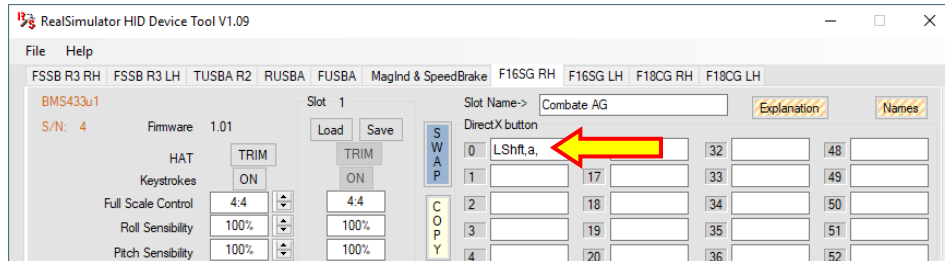 RealSimulator HID Device Tool V1.09
File Help
FSSB R3 RH FSSB R3 LH TUSBA R2 RUSBA FUSBA MagInd & SpeedBrake F16SG RH F16SG LH F18CG RH F18CG LH
BMS433u1 Slot 1 Slot Name-> Combate AG Explanation Names
S/N: 4 Firmware 1.01 Load Save DirectX button
SWAP
HAT TRIM TRIM 0 LShft,a, 32 48
Keystrokes ON ON 1 17 33 49
Full Scale Control 4:4 4:4 2 18 34 50
COPY
Roll Sensibility 100% 100% 3 19 35 51
Pitch Sensibility 100% 100% 4 20 36 52